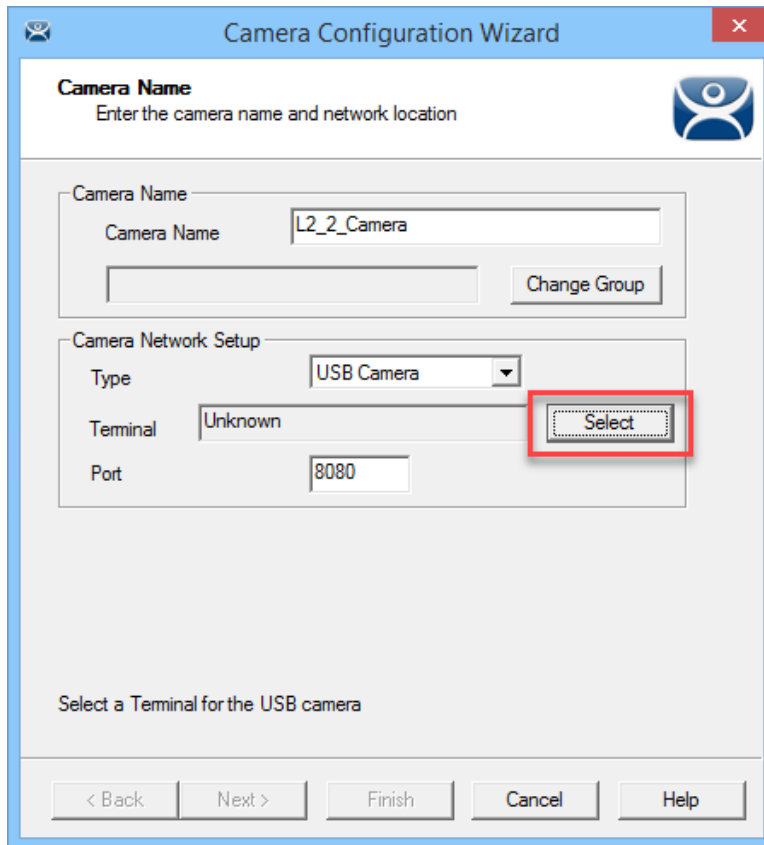 Camera Configuration Wizard
Camera Name
Enter the camera name and network location
Camera Name
Camera Name L2_2_Camera
Change Group
Camera Network Setup
Type USB Camera
Terminal Unknown Select
Port 8080
Select a Terminal for the USB camera
< Back Next > Finish Cancel Help